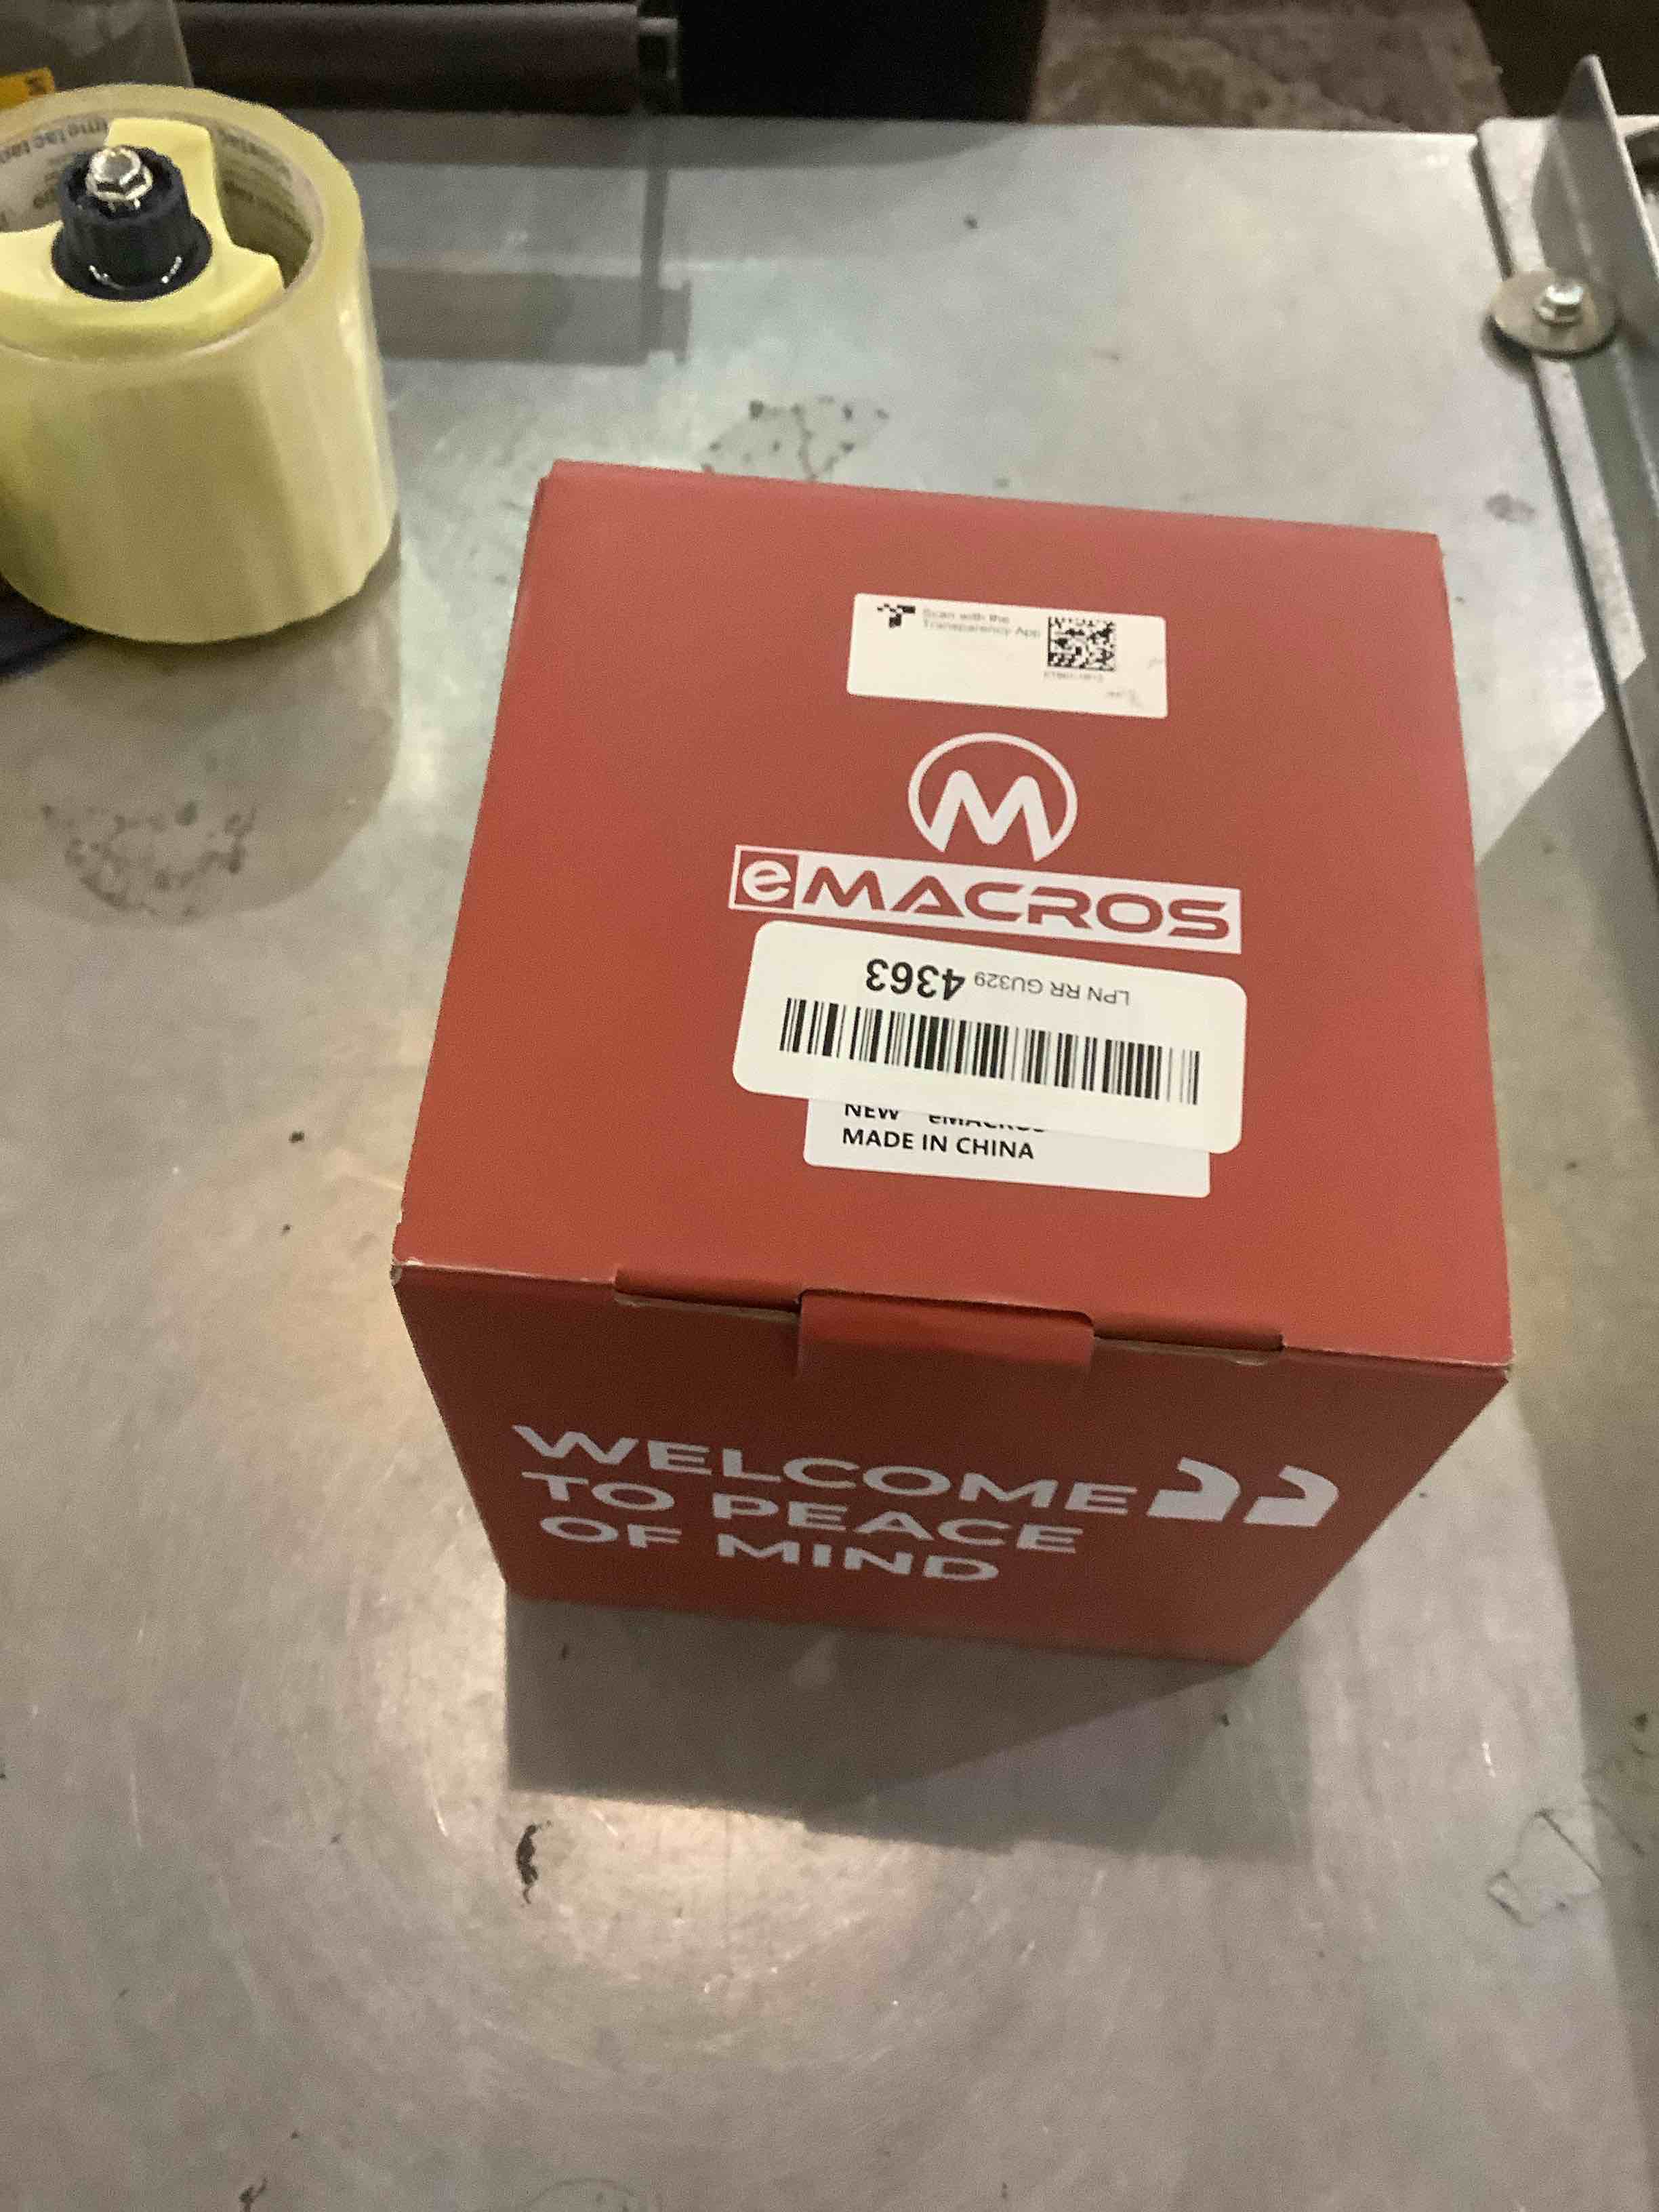 Scan with the
Transparency App
M
eMACROS
LPN RR GU329 4363
NEW eMACROS
MADE IN CHINA
WELCOME
TO PEACE
OF MIND